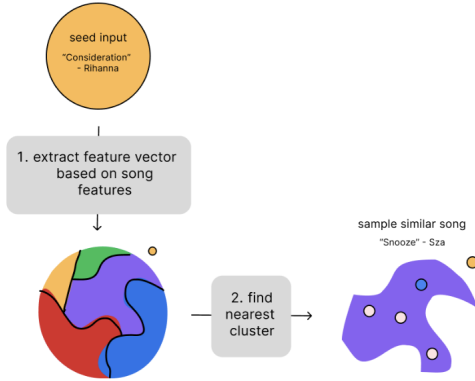 seed input
“Consideration”
- Rihanna
1. extract feature vector
based on song
features
sample similar song
“Snooze” - Sza
2. find
nearest
cluster